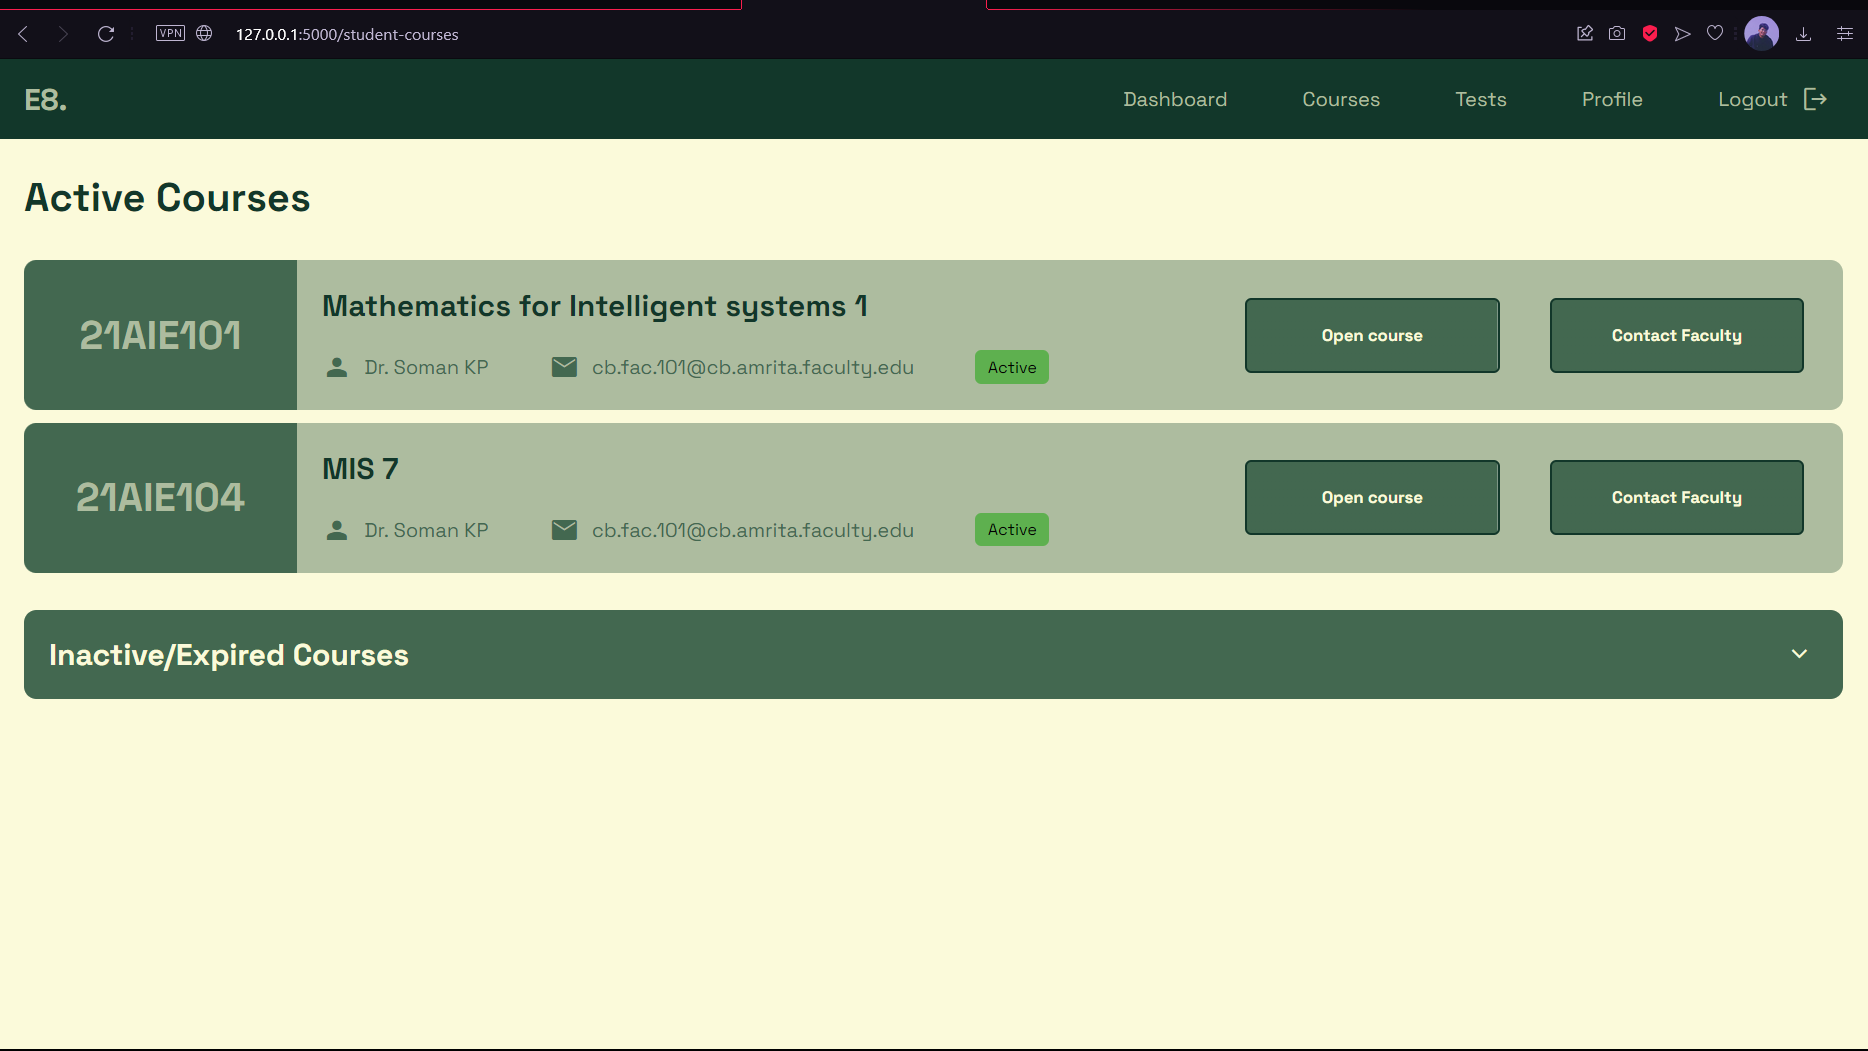 VPN 127.0.0.1:5000/student-courses
E8. Dashboard Courses Tests Profile Logout
Active Courses
21AIE101
Mathematics for Intelligent systems 1
Dr. Soman KP cb.fac.101@cb.amrita.faculty.edu Active
Open course Contact Faculty
21AIE104
MIS 7
Dr. Soman KP cb.fac.101@cb.amrita.faculty.edu Active
Open course Contact Faculty
Inactive/Expired Courses